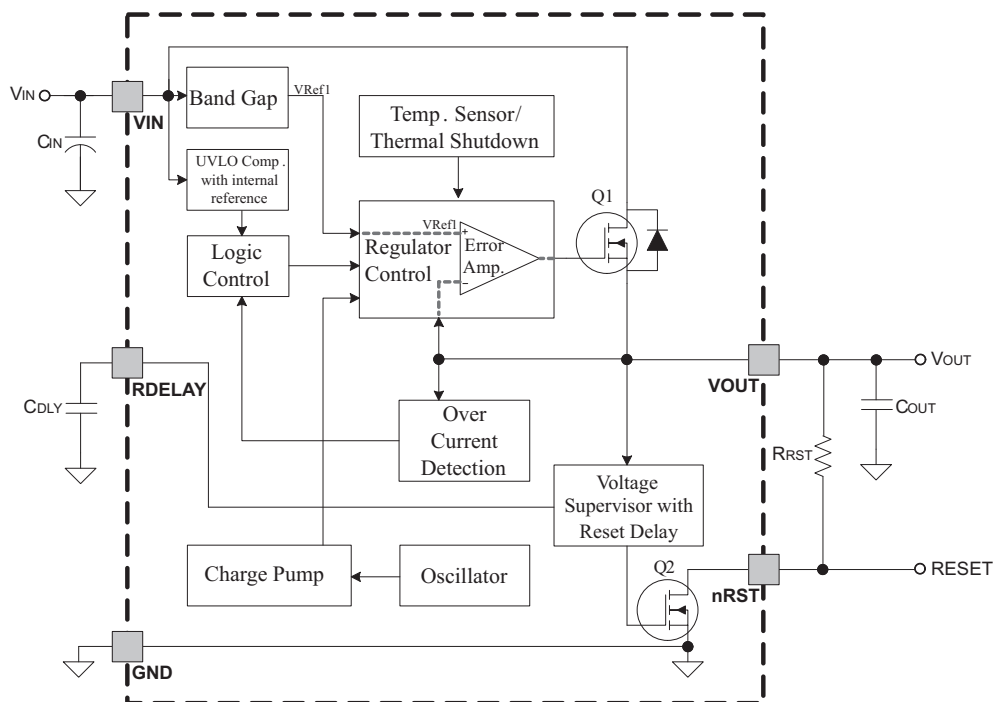 VIN
VIN
CIN
Band Gap
VRef1
Temp. Sensor/
Thermal Shutdown
UVLO Comp.
with internal
reference
Q1
VRef1
+
Regulator
Control
Error
Amp.
-
Logic
Control
RDELAY
CDLY
VOUT
VOUT
COUT
RRST
Over
Current
Detection
Voltage
Supervisor with
Reset Delay
Charge Pump
Oscillator
Q2
nRST
RESET
GND